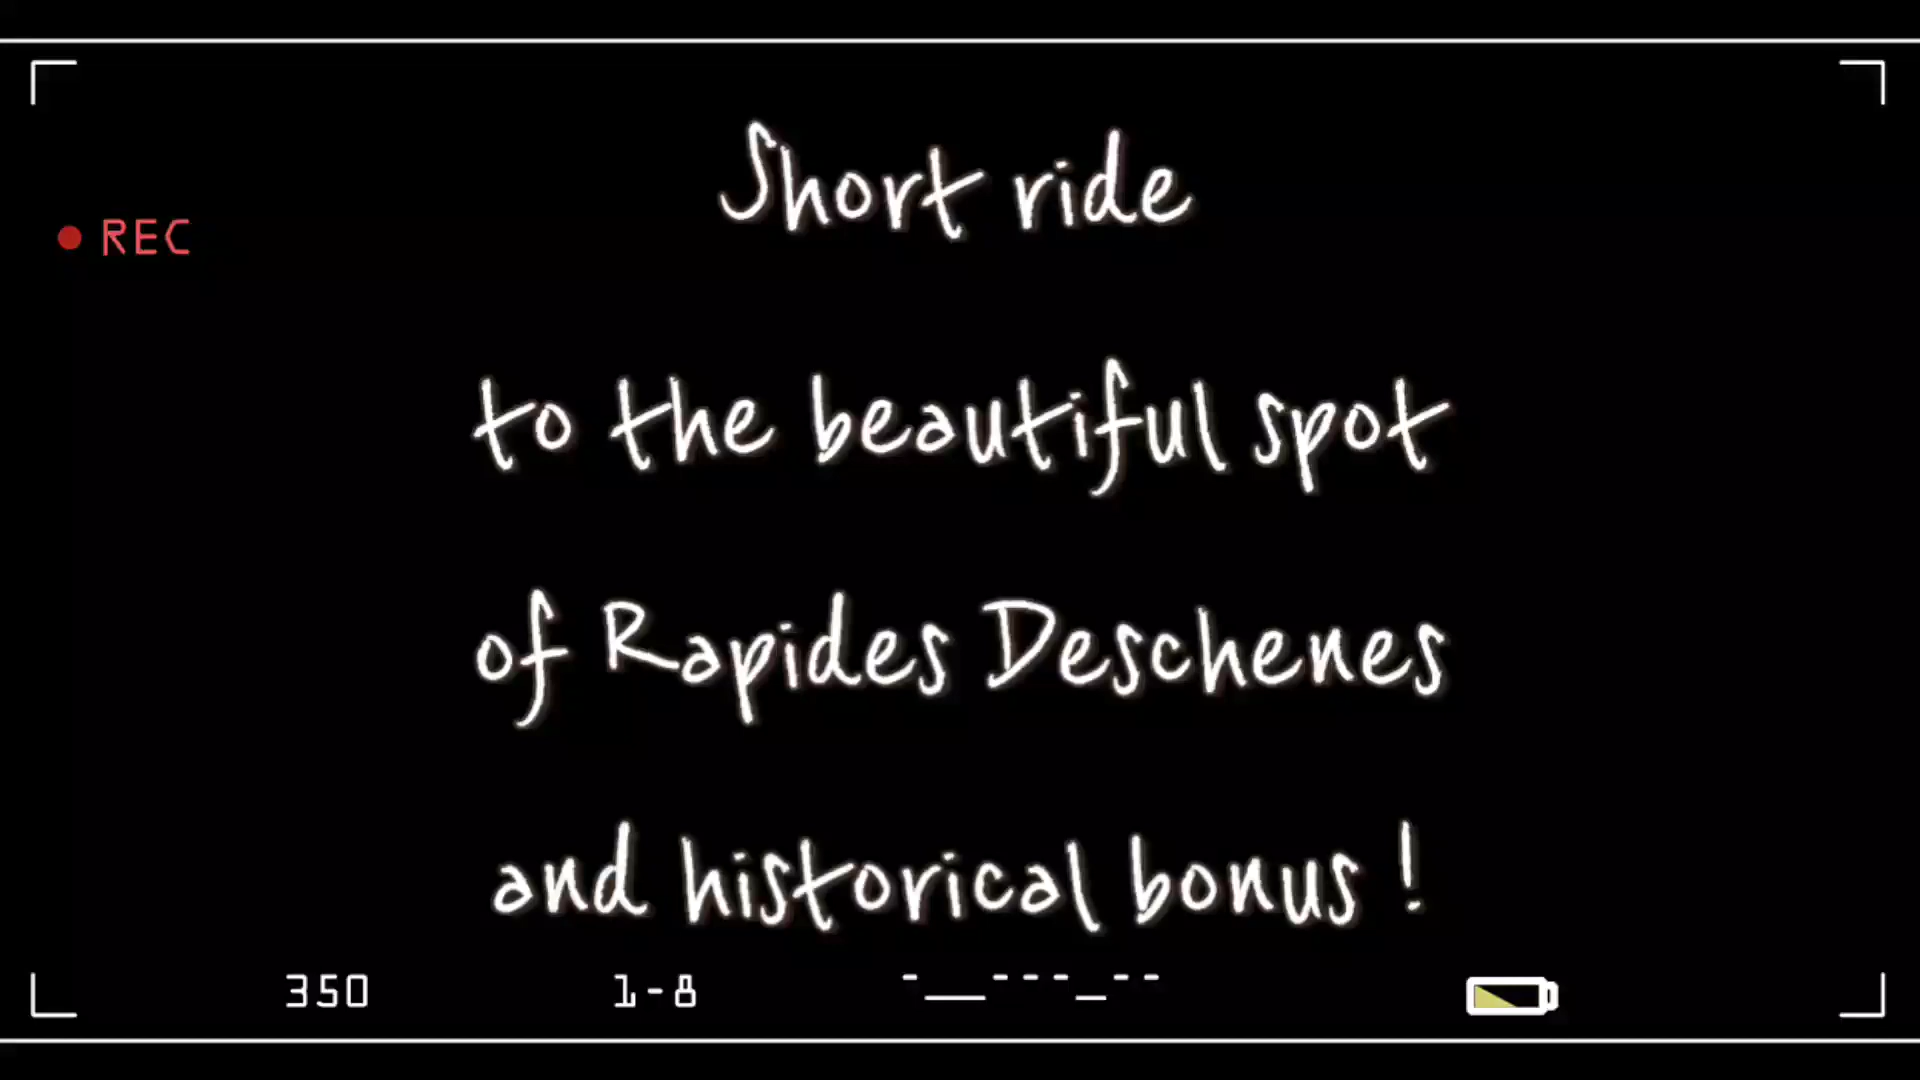 Short ride
REC
to the beautiful spot
of Rapides Deschenes
and historical bonus !
350 1-8